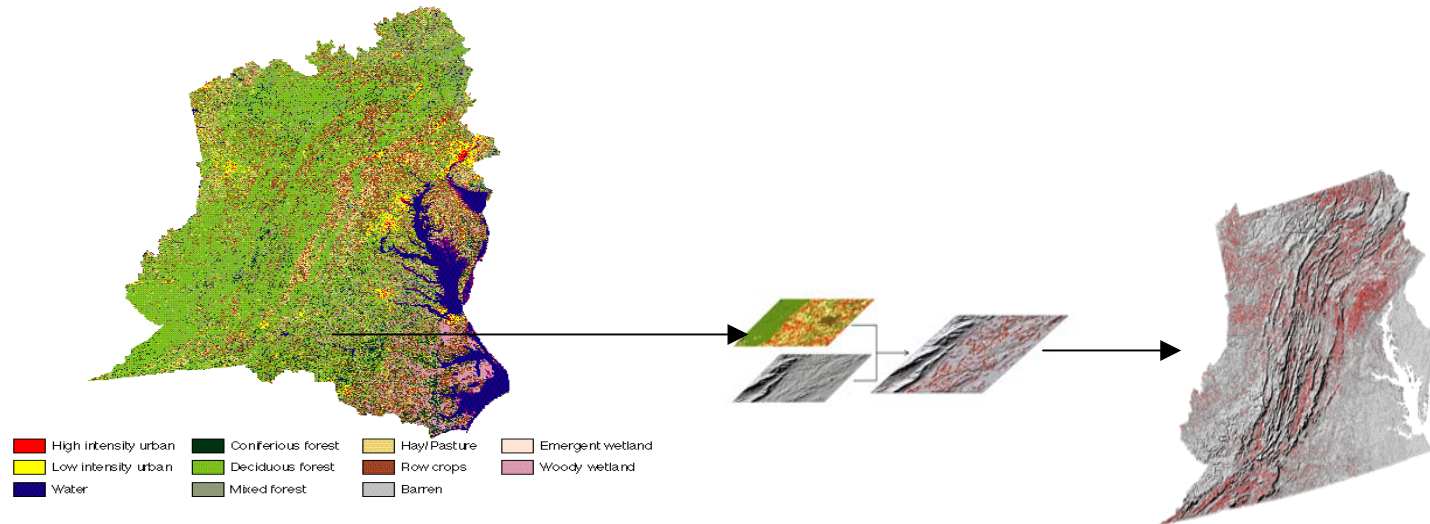 High intensity urban
Coniferious forest
Hay/Pasture
Emergent wetland
Low intensity urban
Deciduous forest
Row crops
Woody wetland
Water
Mixed forest
Barren